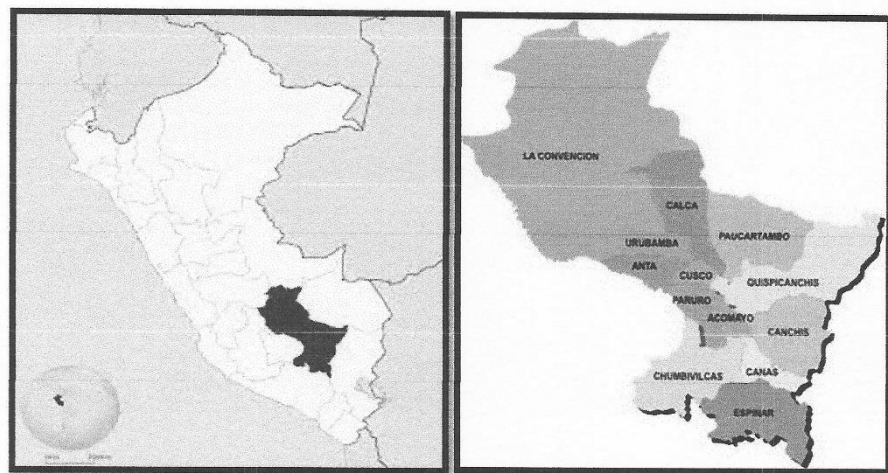 LA CONVENCION
CALCA
PAUCARTAMBO
URUBAMBA
ANTA
CUSCO
QUISPICANCHIS
PARURO
ACOMAYO
CANCHIS
CHUMBIVILCAS
CANAS
ESPINAR